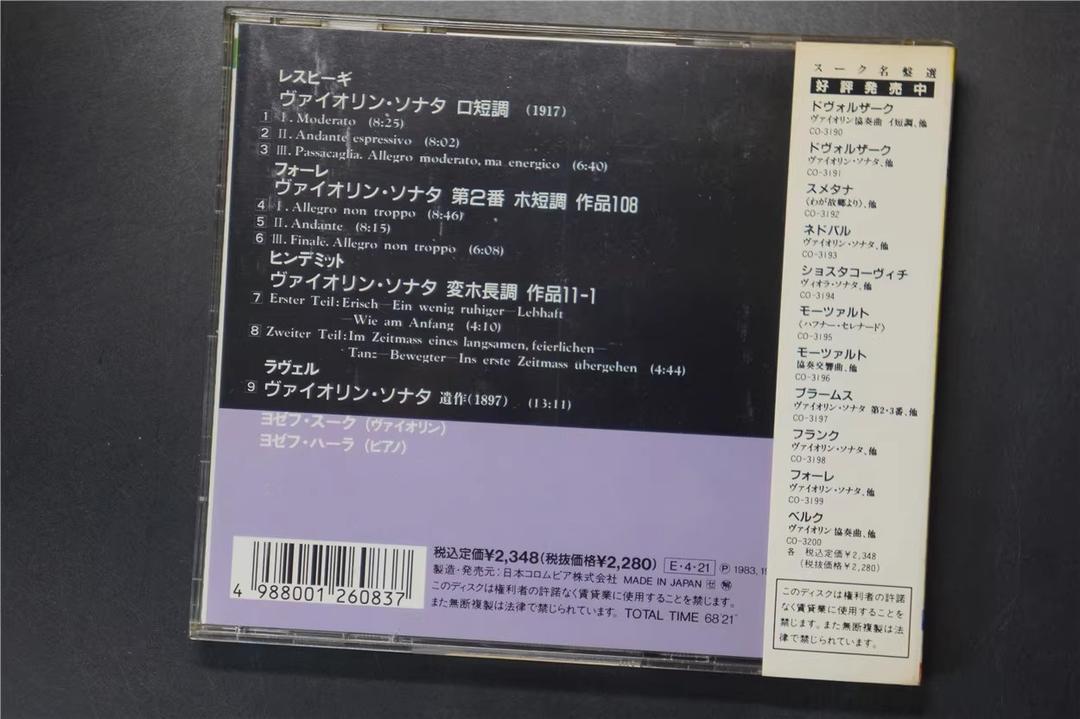 レスピーギ
ヴァイオリン・ソナタ ロ短調 (1917)
1 I. Moderato (8:25)
2 II. Andante espressivo (8:02)
3 III. Passacaglia. Allegro moderato, ma energico (6:40)
フォーレ
ヴァイオリン・ソナタ 第2番 ホ短調 作品108
4 I. Allegro non troppo (8:46)
5 II. Andante (8:15)
6 III. Finale. Allegro non troppo (6:08)
ヒンデミット
ヴァイオリン・ソナタ 変ホ長調 作品11-1
7 Erster Teil: Erisch—Ein wenig ruhiger—Lebhaft
—Wie am Anfang (4:10)
8 Zweiter Teil: Im Zeitmass eines langsamen, feierlichen—
Tanz—Bewegter—Ins erste Zeitmass übergehen (4:44)
ラヴェル
9 ヴァイオリン・ソナタ 遺作(1897) (13:11)
ヨゼフ・スーク (ヴァイオリン)
ヨゼフ・ハーラ (ピアノ)
4 988001 260837
税込定価¥2,348(税抜価格¥2,280) E・4・21 Ⓟ 1983, 19
製造・発売元:日本コロムビア株式会社 MADE IN JAPAN
このディスクは権利者の許諾なく賃貸業に使用することを禁じます。
また無断複製は法律で禁じられています。 TOTAL TIME 68'21"
スーク名盤選
好評発売中
ドヴォルザーク
ヴァイオリン協奏曲 イ短調、他
CO-3190
ドヴォルザーク
ヴァイオリン・ソナタ、他
CO-3191
スメタナ
《わが故郷より》、他
CO-3192
ネドバル
ヴァイオリン・ソナタ、他
CO-3193
ショスタコーヴィチ
ヴィオラ・ソナタ、他
CO-3194
モーツァルト
《ハフナー・セレナード》
CO-3195
モーツァルト
協奏交響曲、他
CO-3196
ブラームス
ヴァイオリン・ソナタ 第2・3番、他
CO-3197
フランク
ヴァイオリン・ソナタ、他
CO-3198
フォーレ
ヴァイオリン・ソナタ、他
CO-3199
ベルク
ヴァイオリン協奏曲、他
CO-3200
各 税込定価¥2,348
(税抜価格¥2,280)
このディスクは権利者の許諾
なく賃貸業に使用することを
禁じます。また無断複製は法
律で禁じられています。